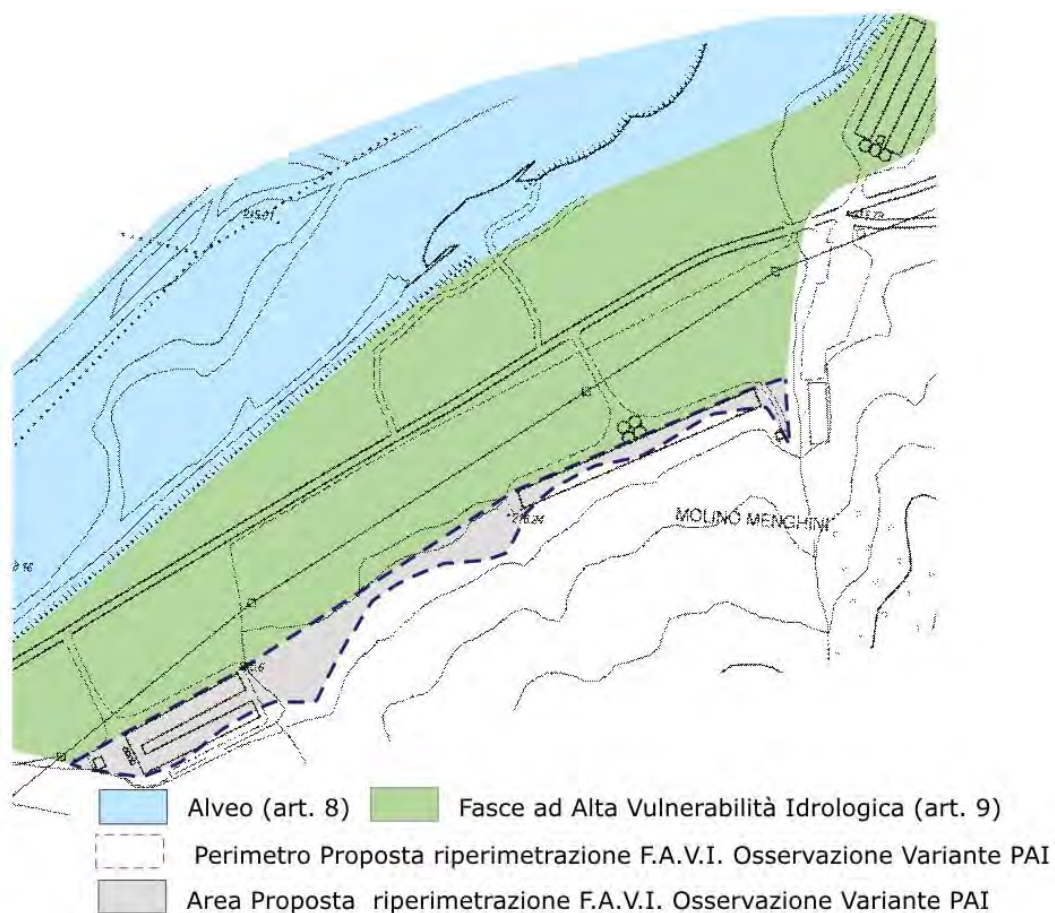 MOLINO MENGHINI
Alveo (art. 8) Fasce ad Alta Vulnerabilità Idrologica (art. 9)
Perimetro Proposta riperimetrazione F.A.V.I. Osservazione Variante PAI
Area Proposta riperimetrazione F.A.V.I. Osservazione Variante PAI